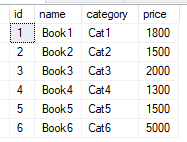 id name category price
1 Book1 Cat1 1800
2 Book2 Cat2 1500
3 Book3 Cat3 2000
4 Book4 Cat4 1300
5 Book5 Cat5 1500
6 Book6 Cat6 5000